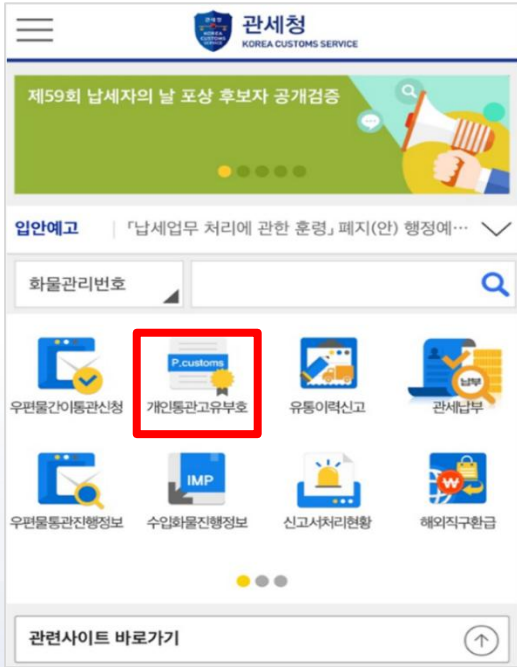 관세청
KOREA CUSTOMS SERVICE
제59회 납세자의 날 포상 후보자 공개검증
입안예고 「납세업무 처리에 관한 훈령」 폐지(안) 행정예…
화물관리번호
P.customs
우편물간이통관신청 개인통관고유부호 유통이력신고 관세납부
IMP
우편물통관진행정보 수입화물진행정보 신고서처리현황 해외직구환급
관련사이트 바로가기